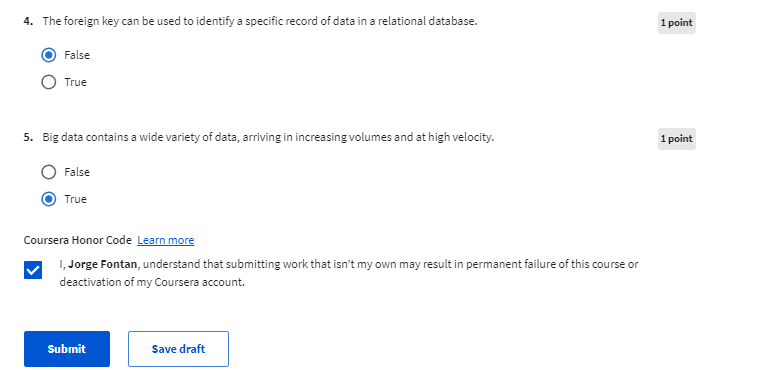 4. The foreign key can be used to identify a specific record of data in a relational database. 1 point
False
True
5. Big data contains a wide variety of data, arriving in increasing volumes and at high velocity. 1 point
False
True
Coursera Honor Code Learn more
I, Jorge Fontan, understand that submitting work that isn't my own may result in permanent failure of this course or
deactivation of my Coursera account.
Submit Save draft